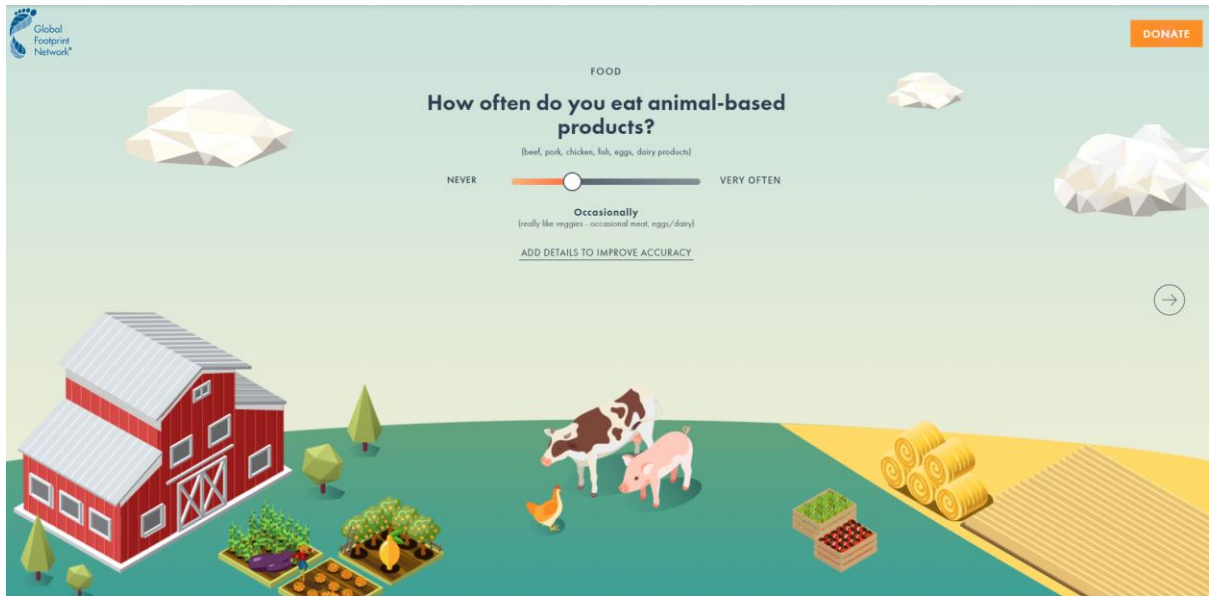 Global
Footprint
Network®
DONATE
FOOD
How often do you eat animal-based
products?
(beef, pork, chicken, fish, eggs, dairy products)
NEVER
VERY OFTEN
Occasionally
(really like veggies - occasional meat, eggs/dairy)
ADD DETAILS TO IMPROVE ACCURACY